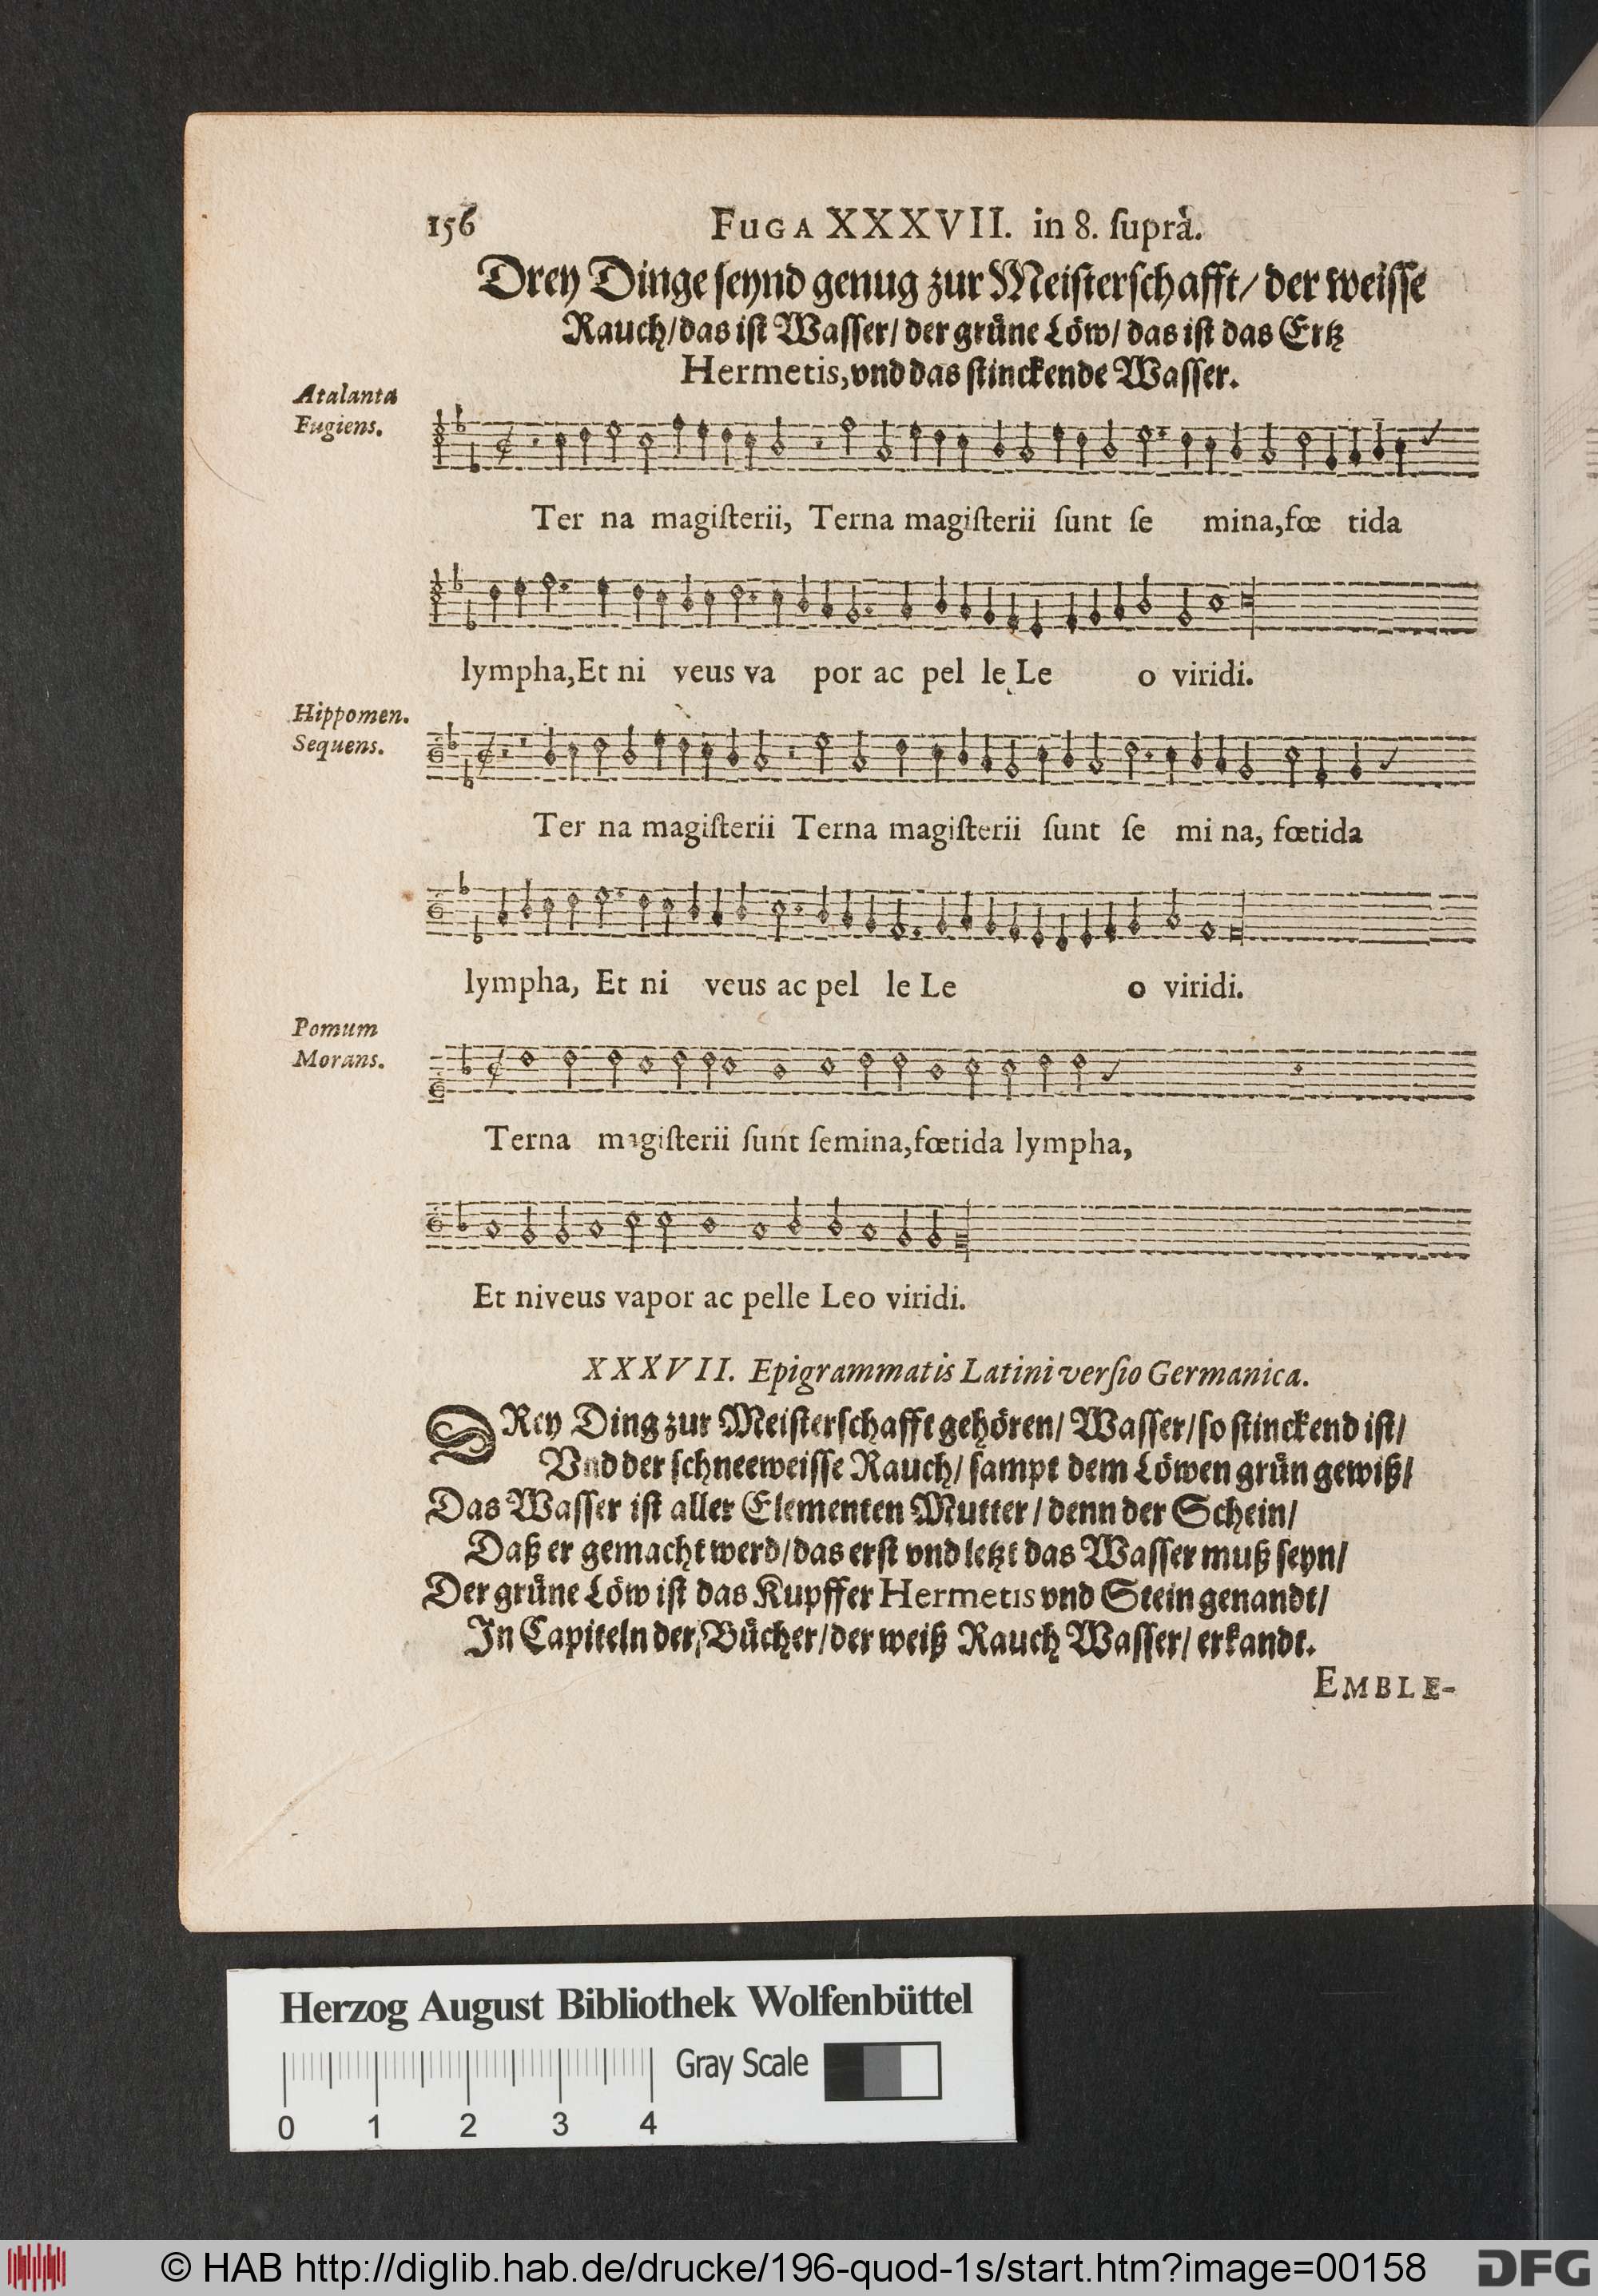 156 Fuga XXXVII. in 8. ſuprà.
Drey Dinge ſeynd genug zur Meiſterſchafft/ der weiſſe
Rauch/ das iſt Waſſer/ der grüne Löw/ das iſt das Ertz
Hermetis, vnd das ſtinckende Waſſer.
Atalanta
Fugiens.
Ter na magiſterii, Terna magiſterii ſunt ſe mina, fœ tida
lympha, Et ni veus va por ac pel le Le o viridi.
Hippomen.
Sequens.
Ter na magiſterii Terna magiſterii ſunt ſe mi na, fœtida
lympha, Et ni veus ac pel le Le o viridi.
Pomum
Morans.
Terna magiſterii ſunt ſemina, fœtida lympha,
Et niveus vapor ac pelle Leo viridi.
XXXVII. Epigrammatis Latini verſio Germanica.
DRey Ding zur Meiſterſchafft gehören/ Waſſer/ ſo ſtinckend iſt/
Vnd der ſchneeweiſſe Rauch/ ſampt dem Löwen grün gewiß/
Das Waſſer iſt aller Elementen Mutter/ denn der Schein/
Daß er gemacht werd/ das erſt vnd letzt das Waſſer muß ſeyn/
Der grüne Löw iſt das Kupffer Hermetis vnd Stein genandt/
In Capiteln der Bücher/ der weiß Rauch Waſſer/ erkandt.
EMBLE-
Herzog August Bibliothek Wolfenbüttel
Gray Scale
0 1 2 3 4
© HAB http://diglib.hab.de/drucke/196-quod-1s/start.htm?image=00158
DFG